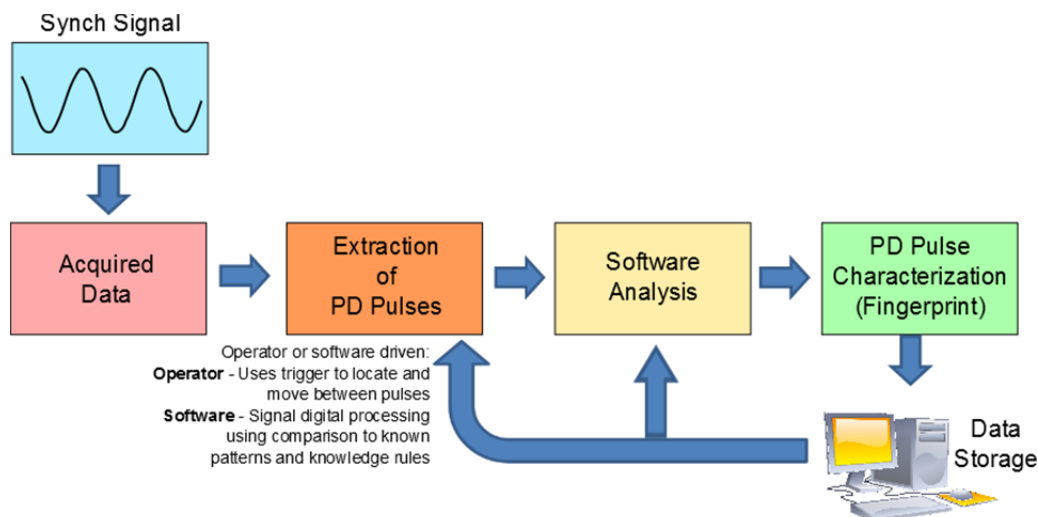 Synch Signal
Acquired
Data
Extraction
of
PD Pulses
Software
Analysis
PD Pulse
Characterization
(Fingerprint)
Operator or software driven:
Operator - Uses trigger to locate and
move between pulses
Software - Signal digital processing
using comparison to known
patterns and knowledge rules
Data
Storage